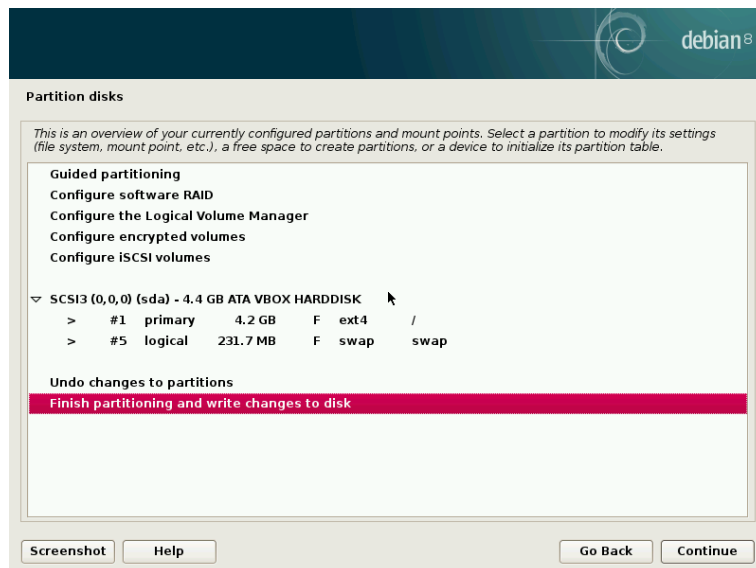 debian 8
Partition disks
This is an overview of your currently configured partitions and mount points. Select a partition to modify its settings
(file system, mount point, etc.), a free space to create partitions, or a device to initialize its partition table.
Guided partitioning
Configure software RAID
Configure the Logical Volume Manager
Configure encrypted volumes
Configure iSCSI volumes
SCSI3 (0,0,0) (sda) - 4.4 GB ATA VBOX HARDDISK
> #1 primary 4.2 GB F ext4 /
> #5 logical 231.7 MB F swap swap
Undo changes to partitions
Finish partitioning and write changes to disk
Screenshot Help Go Back Continue